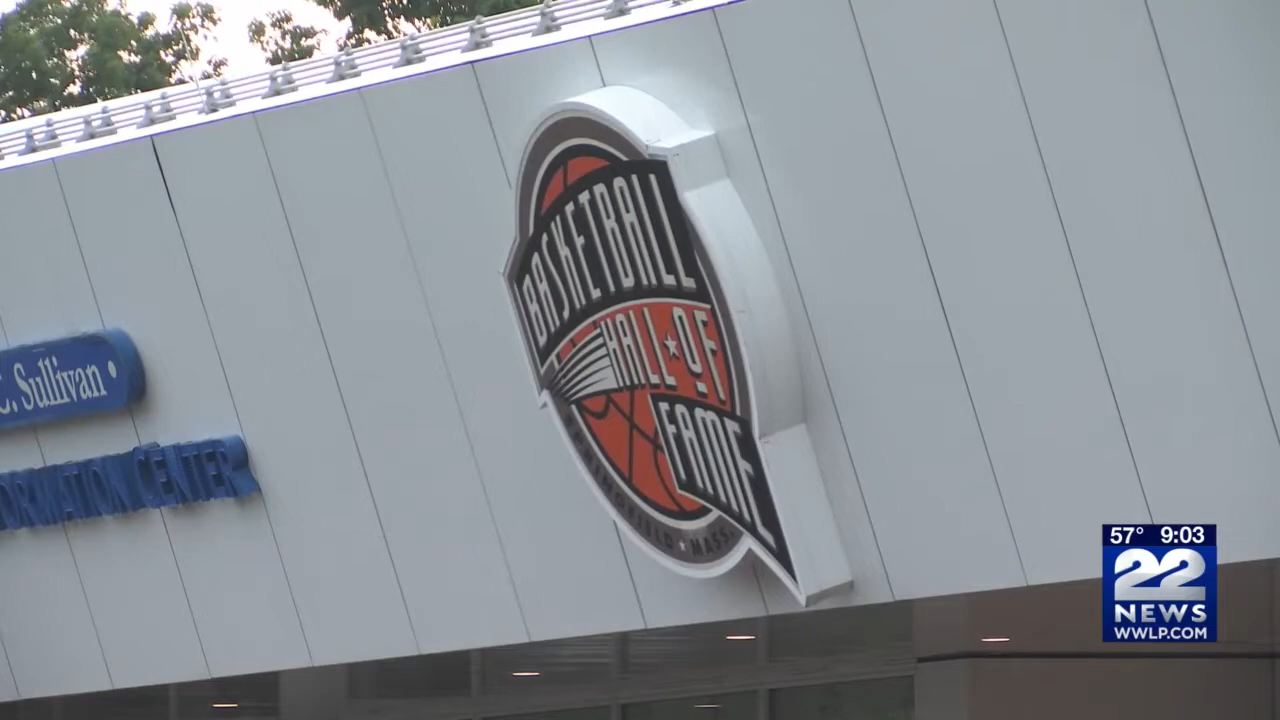 BASKETBALL
HALL★OF
FAME
SPRINGFIELD ★ MASS.
C. Sullivan
ORMATION CENTER
57° 9:03
22
NEWS
WWLP.COM